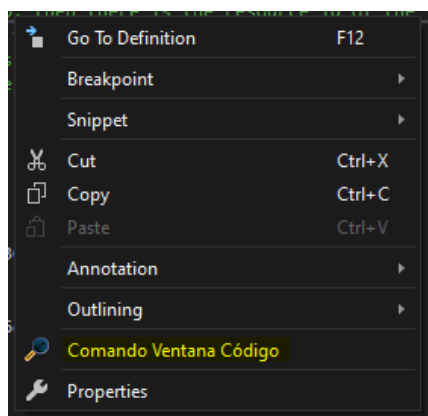 Go To Definition F12
Breakpoint
Snippet
Cut Ctrl+X
Copy Ctrl+C
Paste Ctrl+V
Annotation
Outlining
Comando Ventana Código
Properties